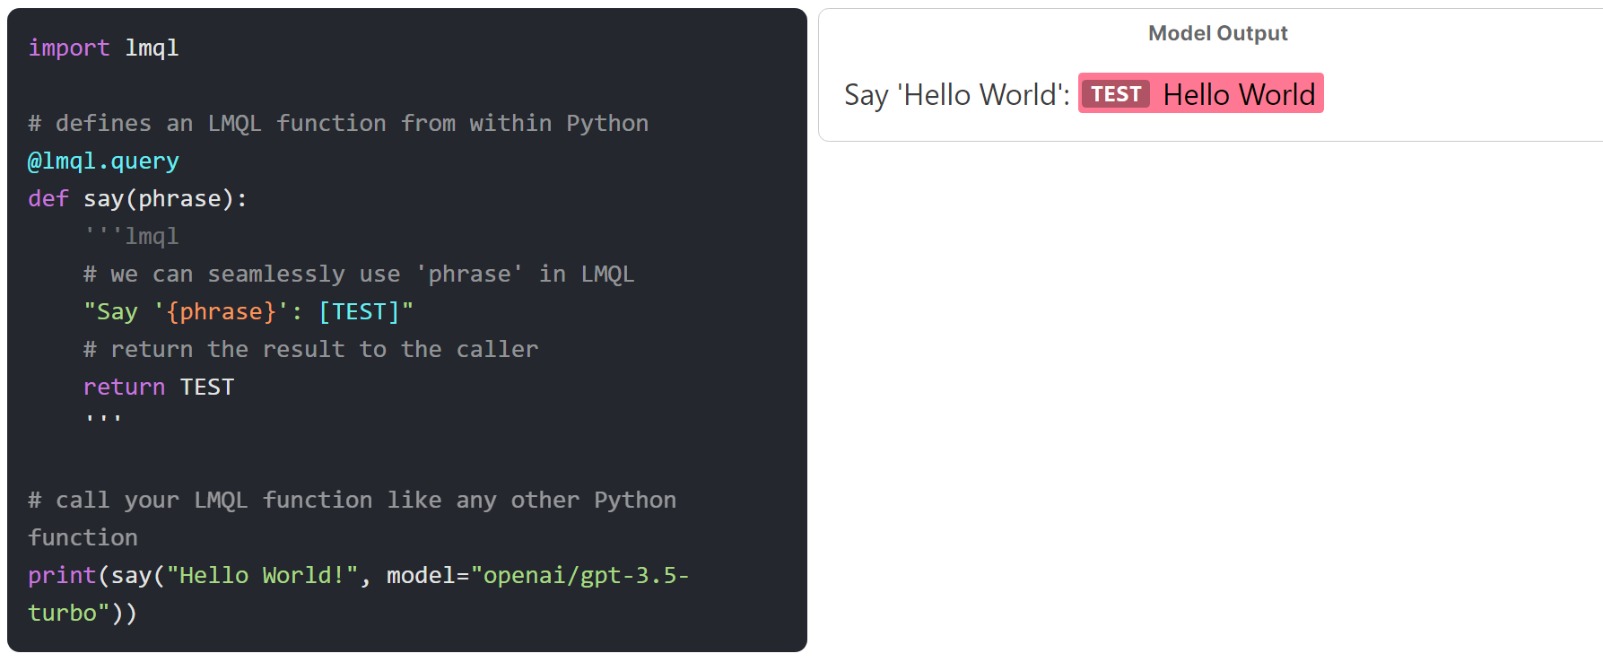 import lmql
# defines an LMQL function from within Python
@lmql.query
def say(phrase):
    '''lmql
    # we can seamlessly use 'phrase' in LMQL
    "Say '{phrase}': [TEST]"
    # return the result to the caller
    return TEST
    '''
# call your LMQL function like any other Python
function
print(say("Hello World!", model="openai/gpt-3.5-
turbo"))
Model Output
Say 'Hello World': TEST Hello World